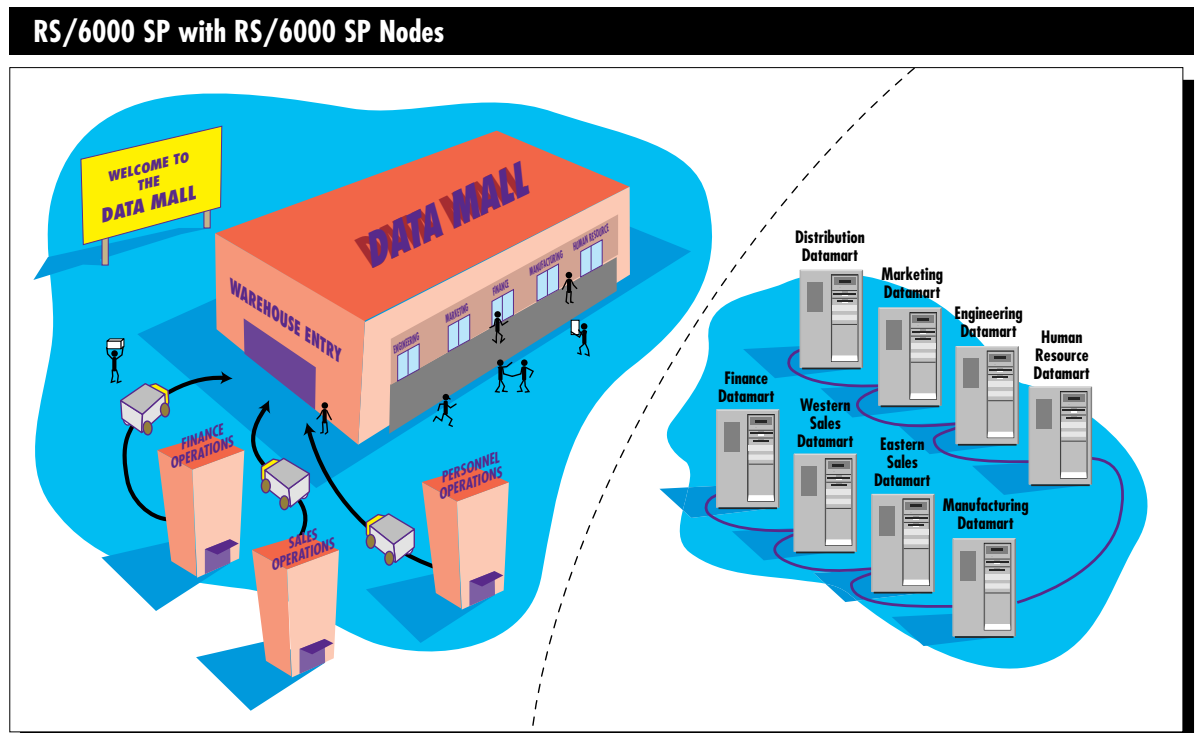 RS/6000 SP with RS/6000 SP Nodes
WELCOME TO
THE
DATA MALL
DATA MALL
WAREHOUSE ENTRY
ENGINEERING
MARKETING
FINANCE
MANUFACTURING
HUMAN RESOURCE
FINANCE
OPERATIONS
SALES
OPERATIONS
PERSONNEL
OPERATIONS
Distribution
Datamart
Marketing
Datamart
Engineering
Datamart
Human
Resource
Datamart
Finance
Datamart
Western
Sales
Datamart
Eastern
Sales
Datamart
Manufacturing
Datamart